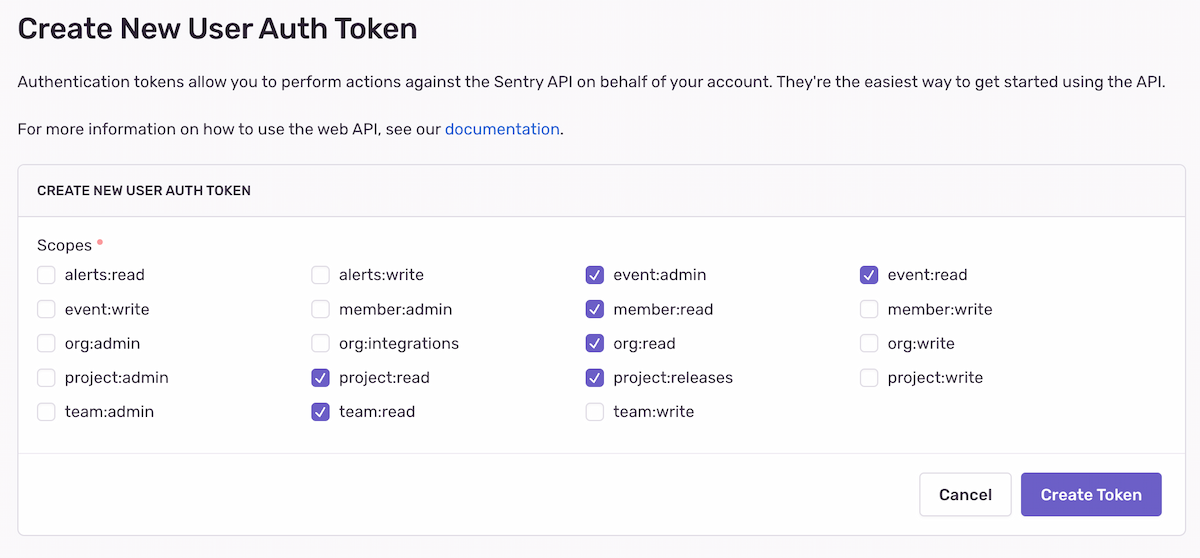 Create New User Auth Token
Authentication tokens allow you to perform actions against the Sentry API on behalf of your account. They're the easiest way to get started using the API.
For more information on how to use the web API, see our documentation.
CREATE NEW USER AUTH TOKEN
Scopes
alerts:read alerts:write event:admin event:read
event:write member:admin member:read member:write
org:admin org:integrations org:read org:write
project:admin project:read project:releases project:write
team:admin team:read team:write
Cancel Create Token